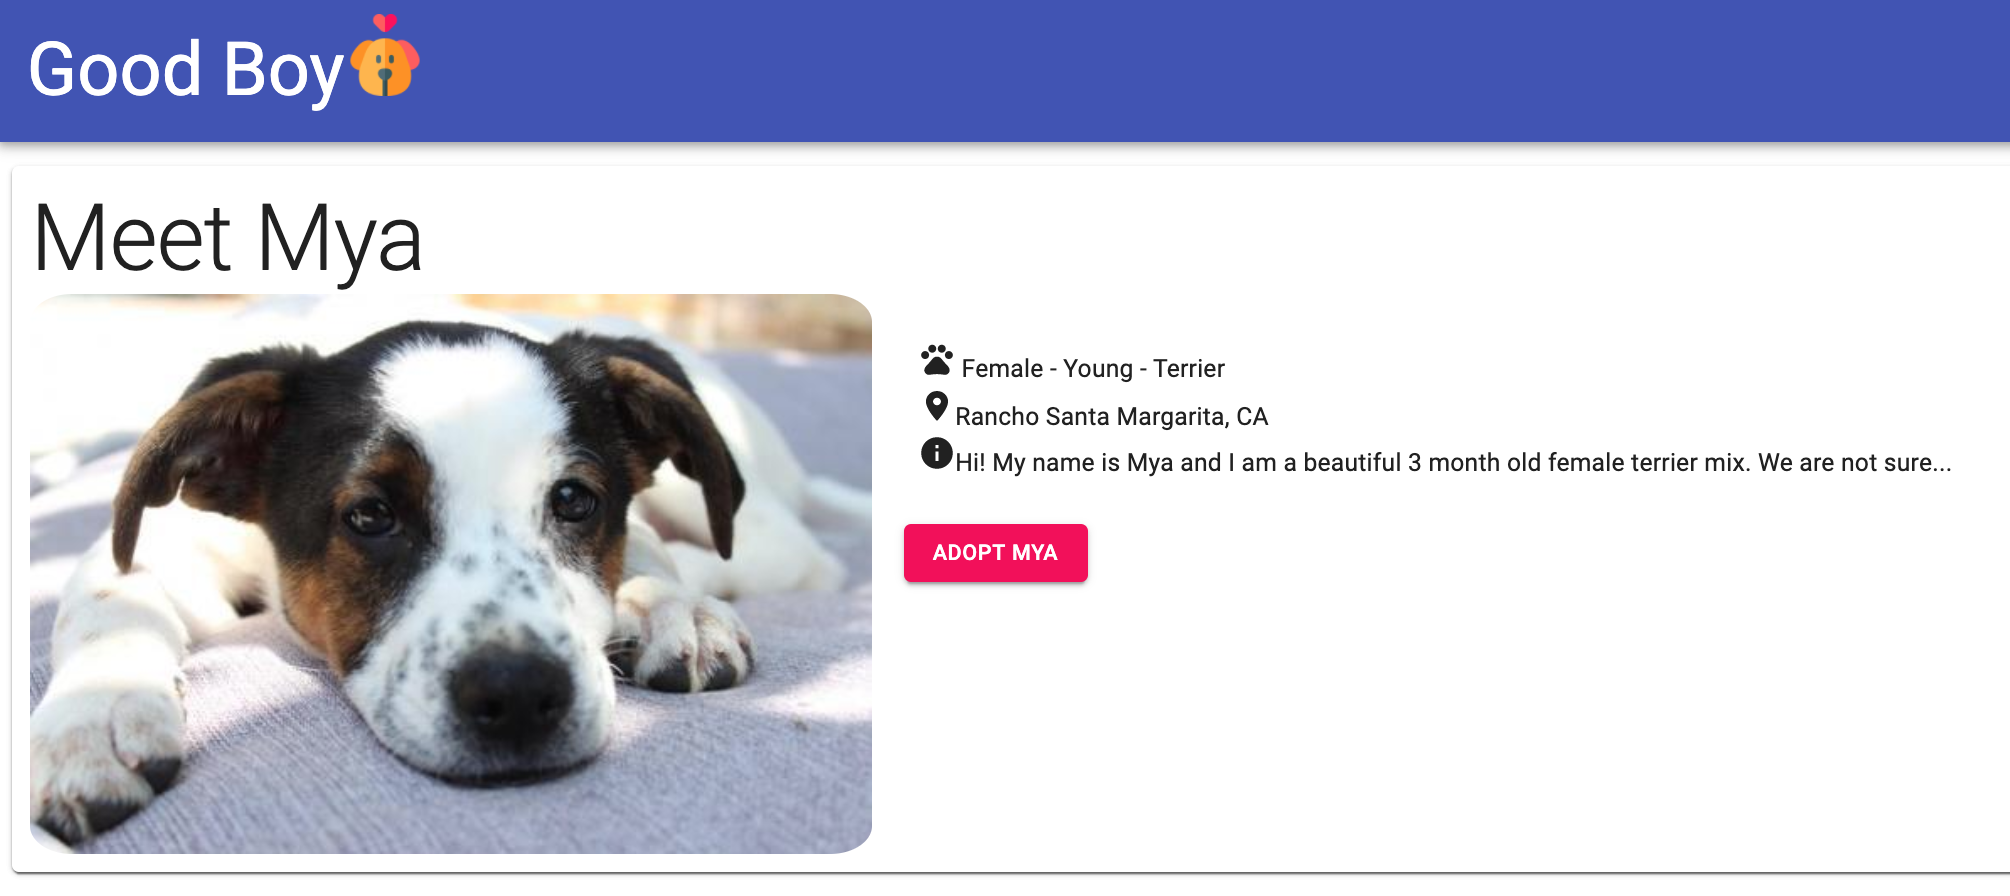 Good Boy
Meet Mya
Female - Young - Terrier
Rancho Santa Margarita, CA
Hi! My name is Mya and I am a beautiful 3 month old female terrier mix. We are not sure...
ADOPT MYA